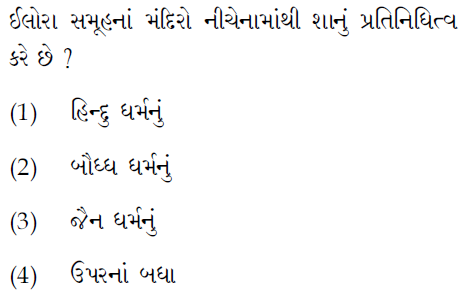 ઈલોરા સમૂહનાં મંદિરો નીચેનામાંથી શાનું પ્રતિનિધિત્વ
કરે છે ?
(1) હિન્દુ ધર્મનું
(2) બૌધ્ધ ધર્મનું
(3) જૈન ધર્મનું
(4) ઉપરનાં બધા